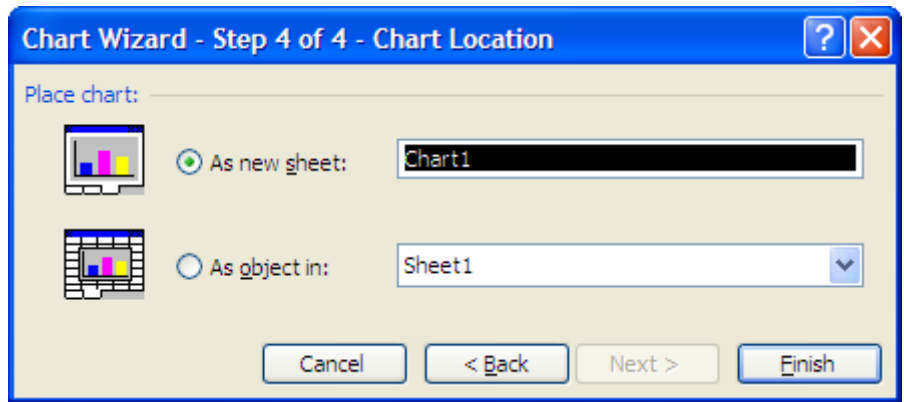 Chart Wizard - Step 4 of 4 - Chart Location
Place chart:
As new sheet: Chart1
As object in: Sheet1
Cancel < Back Next > Finish